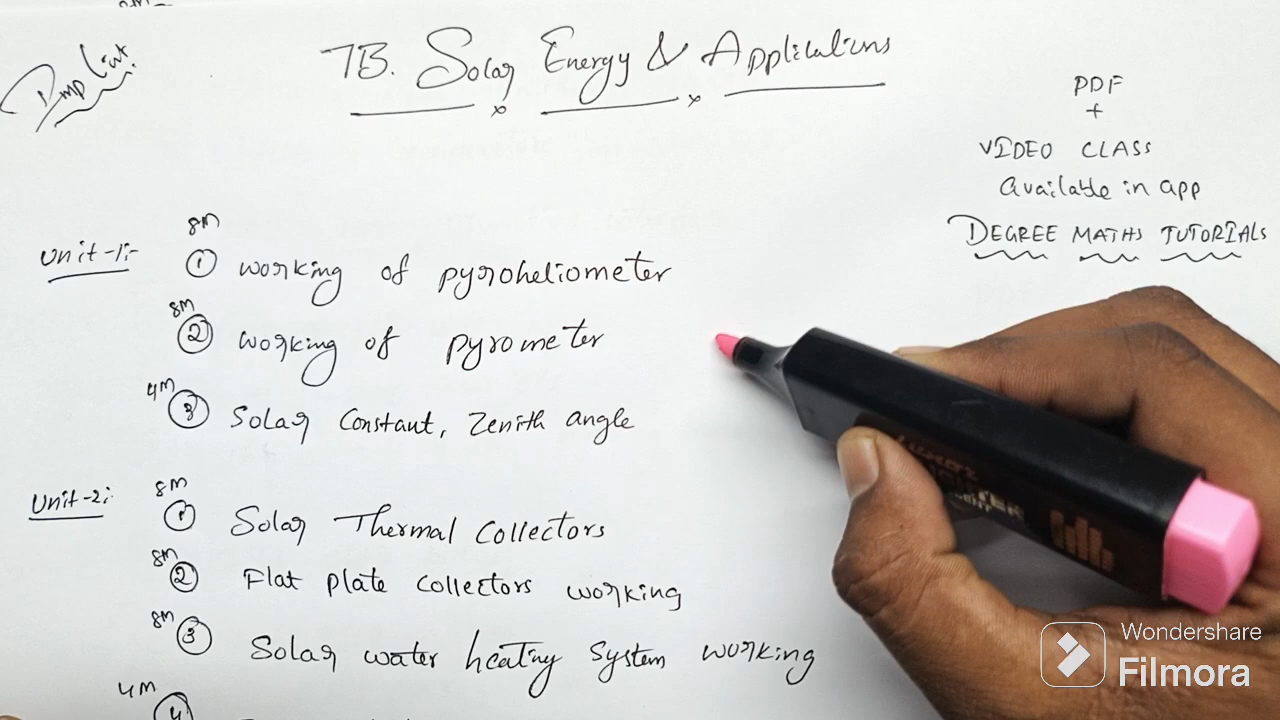 Imp List
7B. Solar Energy & Applications
PDF
+
VIDEO CLASS
Available in app
DEGREE MATHS TUTORIALS
Unit-1:-
8M
① working of pyroheliometer
8M
② working of pyrometer
4M
③ Solar Constant, Zenith angle
Unit-2:
8M
① Solar Thermal Collectors
8M
② Flat plate collectors working
8M
③ Solar water heating system working
4M
④
Wondershare
Filmora